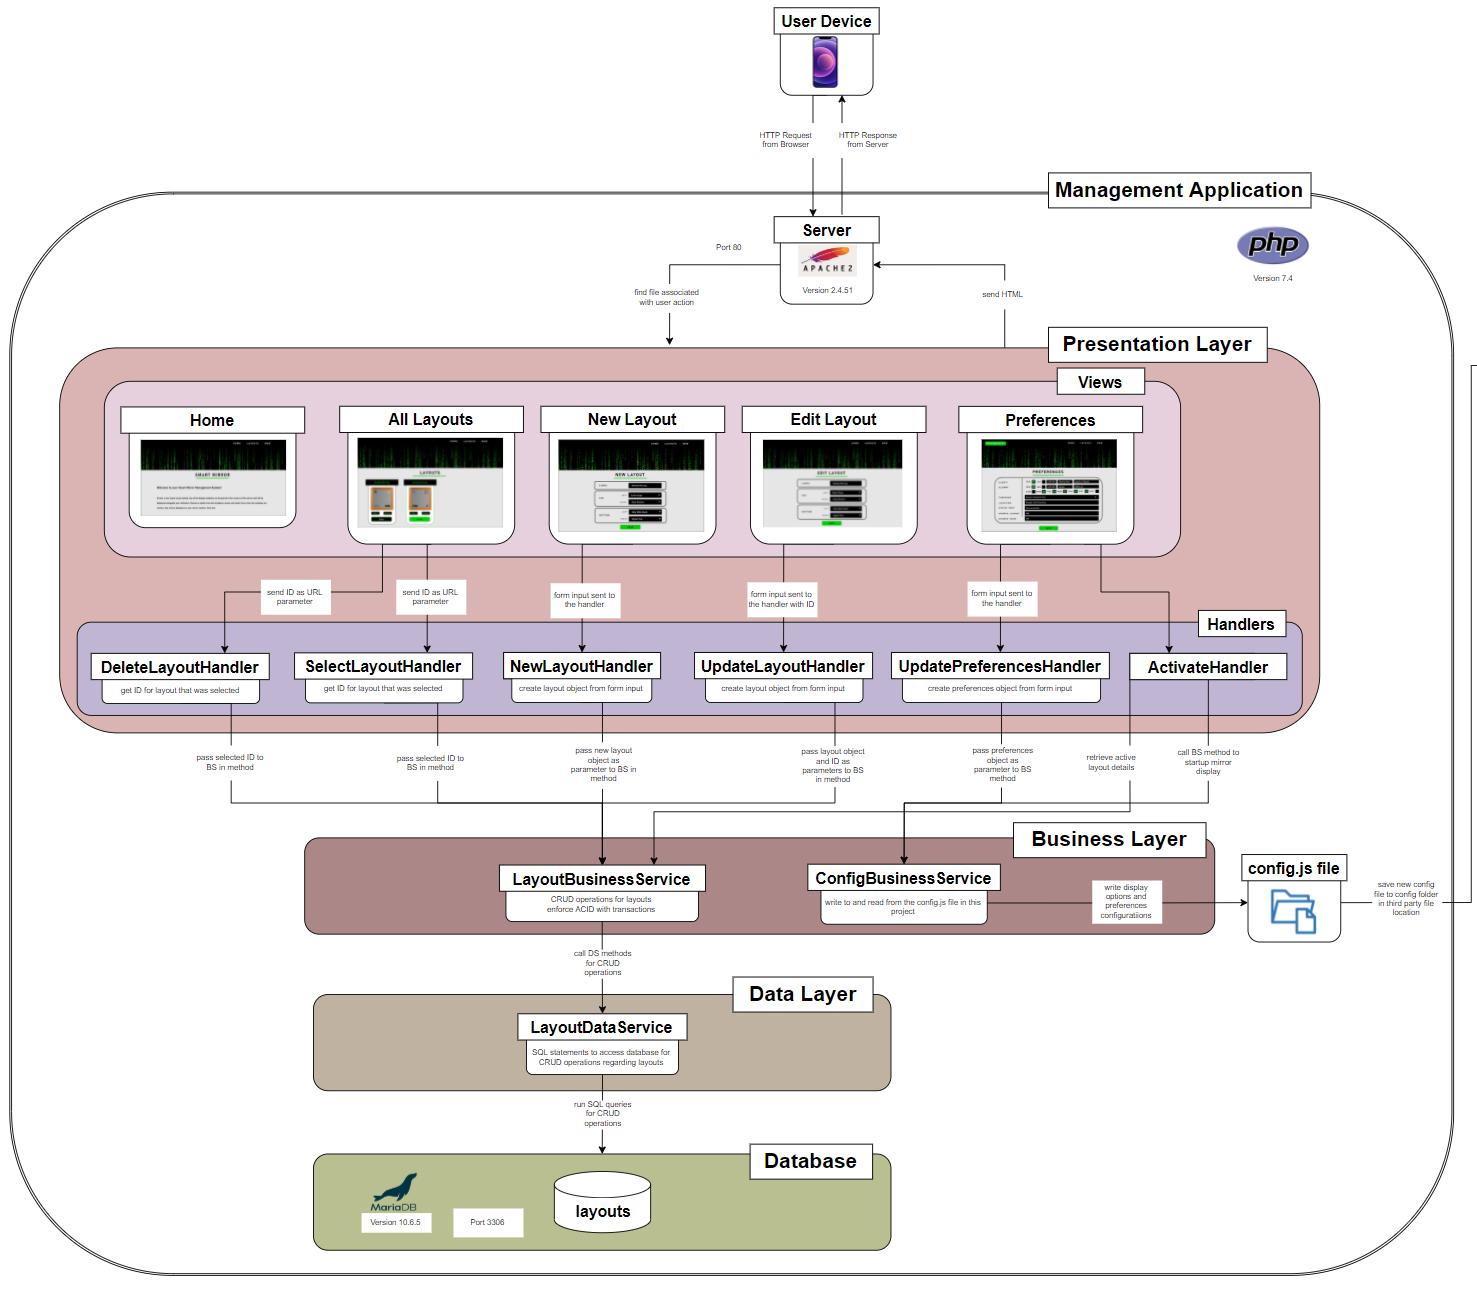 User Device
HTTP Request
from Browser
HTTP Response
from Server
Management Application
php
Version 7.4
Server
APACHE2
Version 2.4.51
Port 80
find file associated
with user action
send HTML
Presentation Layer
Views
Home
All Layouts
New Layout
Edit Layout
Preferences
SMART MIRROR
LAYOUTS
NEW LAYOUT
EDIT LAYOUT
PREFERENCES
send ID as URL
parameter
send ID as URL
parameter
form input sent to
the handler
form input sent to
the handler with ID
form input sent to
the handler
Handlers
DeleteLayoutHandler
get ID for layout that was selected
SelectLayoutHandler
get ID for layout that was selected
NewLayoutHandler
create layout object from form input
UpdateLayoutHandler
create layout object from form input
UpdatePreferencesHandler
create preferences object from form input
ActivateHandler
pass selected ID to
BS in method
pass selected ID to
BS in method
pass new layout
object as
parameter to BS in
method
pass layout object
and ID as
parameters to BS
in method
pass preferences
object as
parameter to BS
method
retrieve active
layout details
call BS method to
startup mirror
display
Business Layer
LayoutBusinessService
CRUD operations for layouts
enforce ACID with transactions
ConfigBusinessService
write to and read from the config.js file in this
project
write display
options and
preferences
configuratiions
config.js file
save new config
file to config folder
in third party file
location
call DS methods
for CRUD
operations
Data Layer
LayoutDataService
SQL statements to access database for
CRUD operations regarding layouts
run SQL queries
for CRUD
operations
Database
MariaDB
Version 10.6.5
Port 3306
layouts